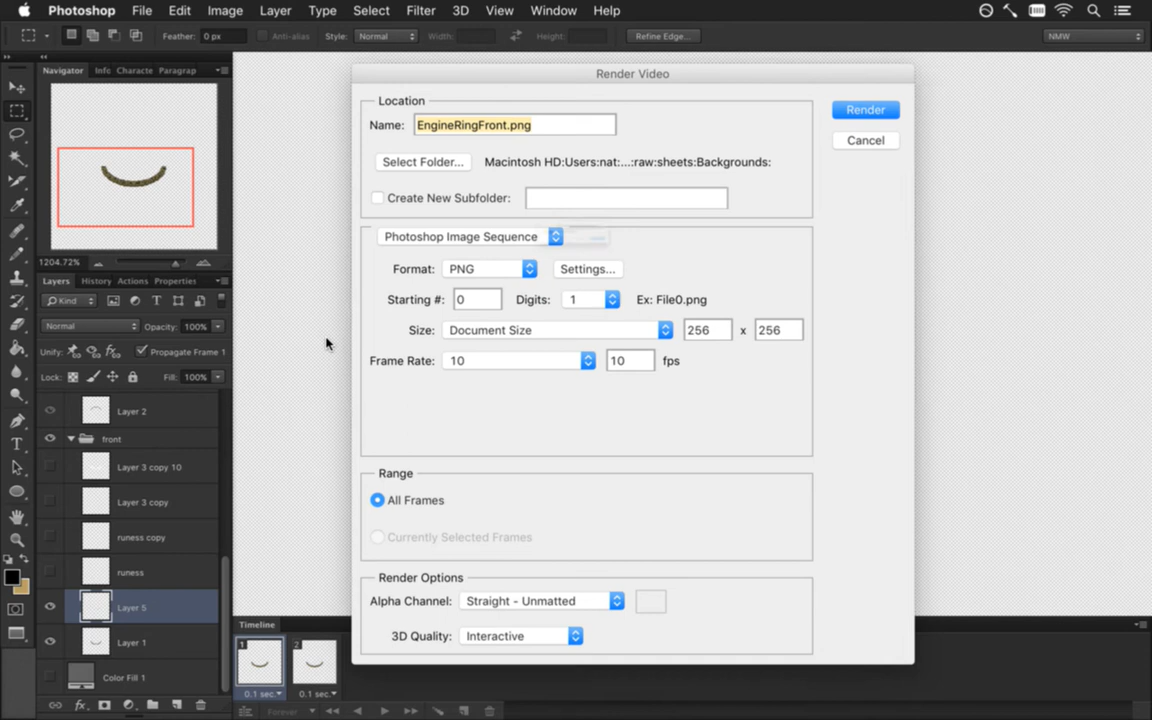 Photoshop File Edit Image Layer Type Select Filter 3D View Window Help
Feather: 0 px Anti-alias Style: Normal Width: Height: Refine Edge... NMW
Navigator Info Characte Paragrap
1204.72%
Layers History Actions Properties
Kind
Normal Opacity: 100%
Unify: Propagate Frame 1
Lock: Fill: 100%
Layer 2
front
Layer 3 copy 10
Layer 3 copy
runess copy
runess
Layer 5
Layer 1
Color Fill 1
Render Video
Location
Name: EngineRingFront.png
Select Folder... Macintosh HD:Users:nat:...:raw:sheets:Backgrounds:
Create New Subfolder:
Render
Cancel
Photoshop Image Sequence
Format: PNG Settings...
Starting #: 0 Digits: 1 Ex: File0.png
Size: Document Size 256 x 256
Frame Rate: 10 10 fps
Range
All Frames
Currently Selected Frames
Render Options
Alpha Channel: Straight - Unmatted
3D Quality: Interactive
Timeline
1 2
0.1 sec. 0.1 sec.
Forever